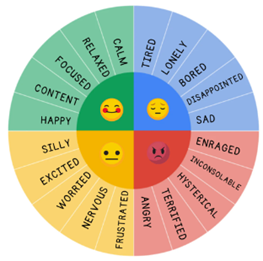 CALM
RELAXED
FOCUSED
CONTENT
HAPPY
TIRED
LONELY
BORED
DISAPPOINTED
SAD
SILLY
EXCITED
WORRIED
NERVOUS
FRUSTRATED
ENRAGED
INCONSOLABLE
HYSTERICAL
TERRIFIED
ANGRY